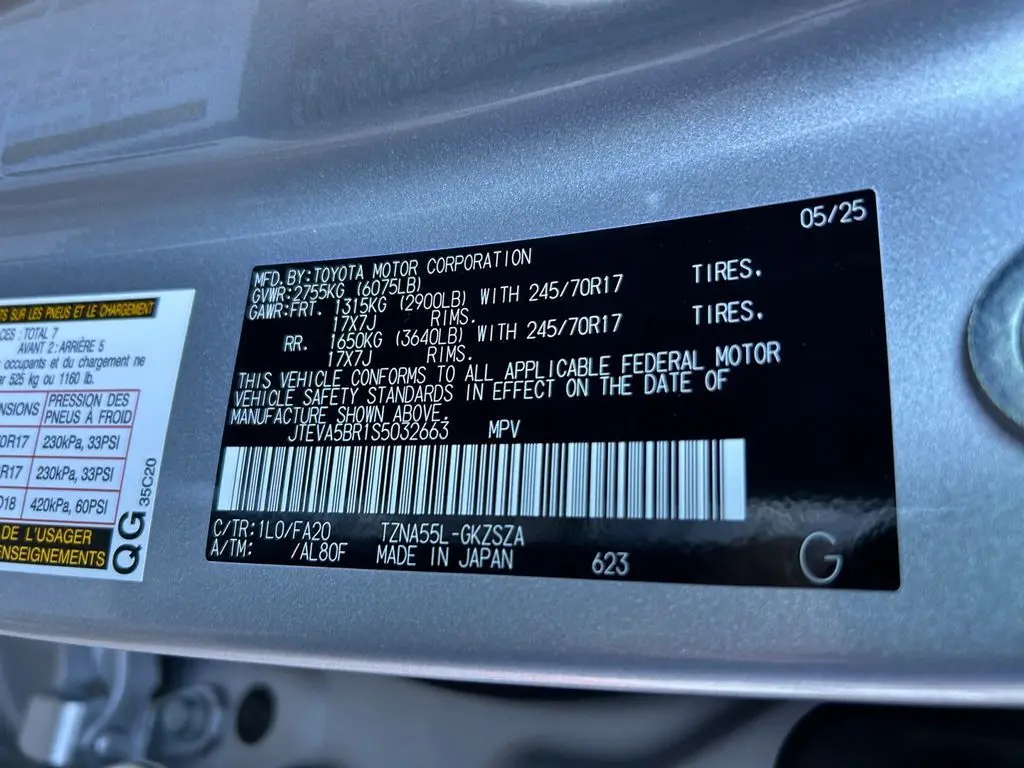 TS SUR LES PNEUS ET LE CHARGEMENT
CES : TOTAL 7
AVANT 2 : ARRIÈRE 5
occupants et du chargement ne
er 525 kg ou 1160 lb.
NSIONS PRESSION DES PNEUS À FROID
0R17 230kPa, 33PSI
R17 230kPa, 33PSI
D18 420kPa, 60PSI
DE L'USAGER
ENSEIGNEMENTS
QG 35C20
05/25
MFD. BY: TOYOTA MOTOR CORPORATION
GVWR: 2755KG (6075LB)
GAWR: FRT. 1315KG (2900LB) WITH 245/70R17 TIRES.
17X7J RIMS.
RR. 1650KG (3640LB) WITH 245/70R17 TIRES.
17X7J RIMS.
THIS VEHICLE CONFORMS TO ALL APPLICABLE FEDERAL MOTOR
VEHICLE SAFETY STANDARDS IN EFFECT ON THE DATE OF
MANUFACTURE SHOWN ABOVE.
JTEVA5BR1S5032663 MPV
C/TR: 1L0/FA20 TZNA55L-GKZSZA
A/TM: /AL80F MADE IN JAPAN 623 G